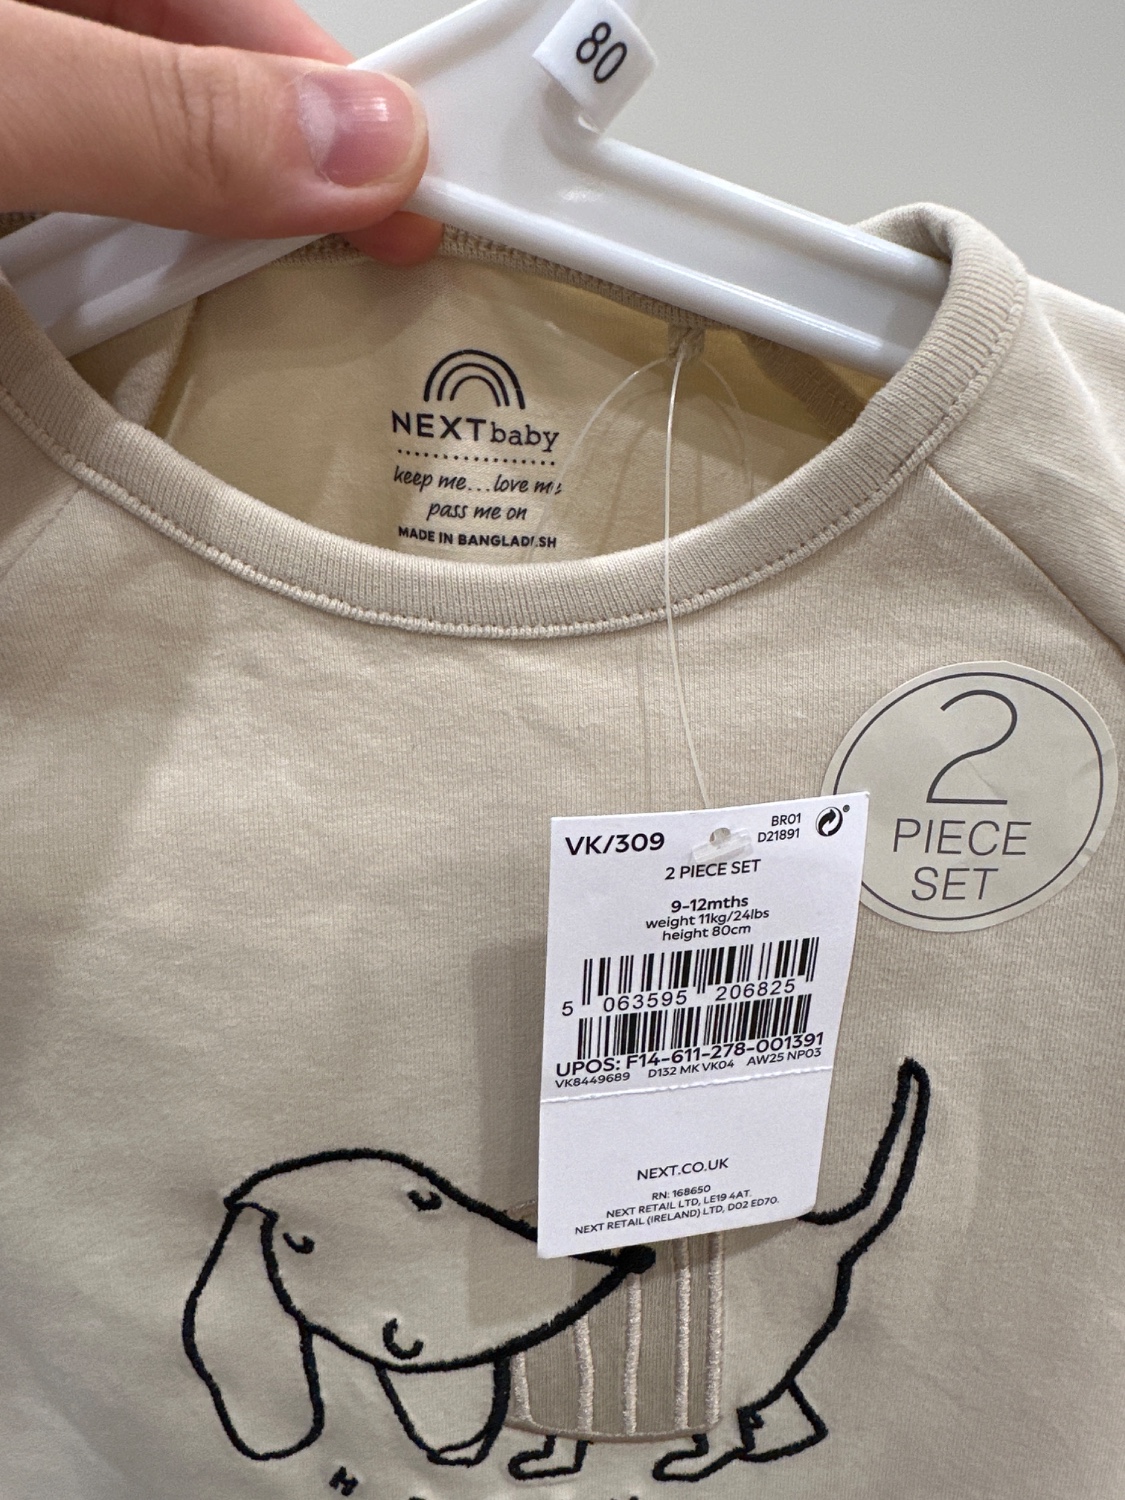 80
NEXTbaby
keep me...love me
pass me on
MADE IN BANGLADESH
2
PIECE
SET
VK/309
BR01
D21891
2 PIECE SET
9-12mths
weight 11kg/24lbs
height 80cm
5 063595 206825
UPOS: F14-611-278-001391
VK8449689 D132 MK VK04 AW25 NP03
NEXT.CO.UK
RN: 168650
NEXT RETAIL LTD, LE19 4AT.
NEXT RETAIL (IRELAND) LTD, D02 ED70.
H